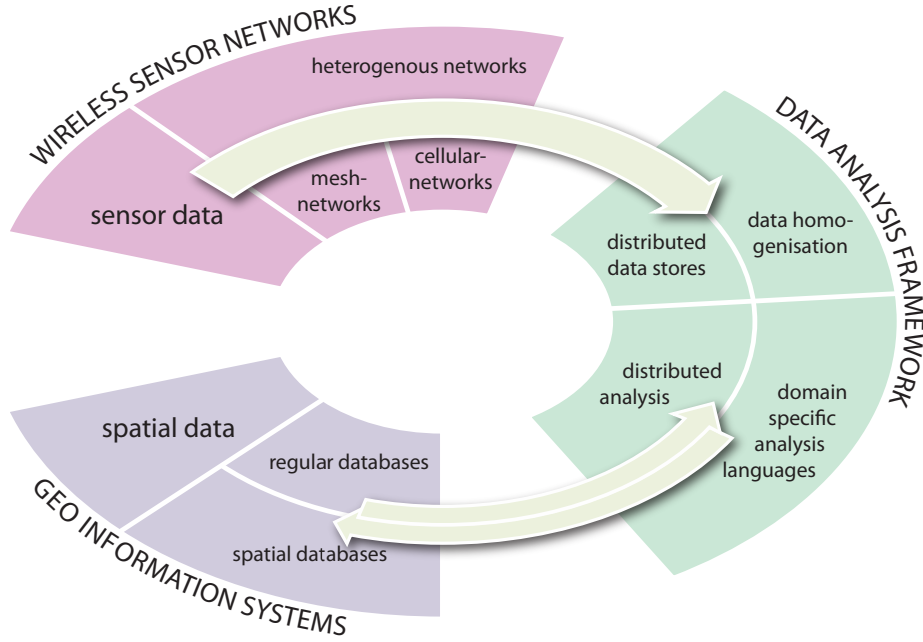 WIRELESS SENSOR NETWORKS
heterogenous networks
cellular-
networks
mesh-
networks
sensor data
DATA ANALYSIS FRAMEWORK
data homo-
genisation
distributed
data stores
distributed
analysis
domain
specific
analysis
languages
spatial data
regular databases
spatial databases
GEO INFORMATION SYSTEMS